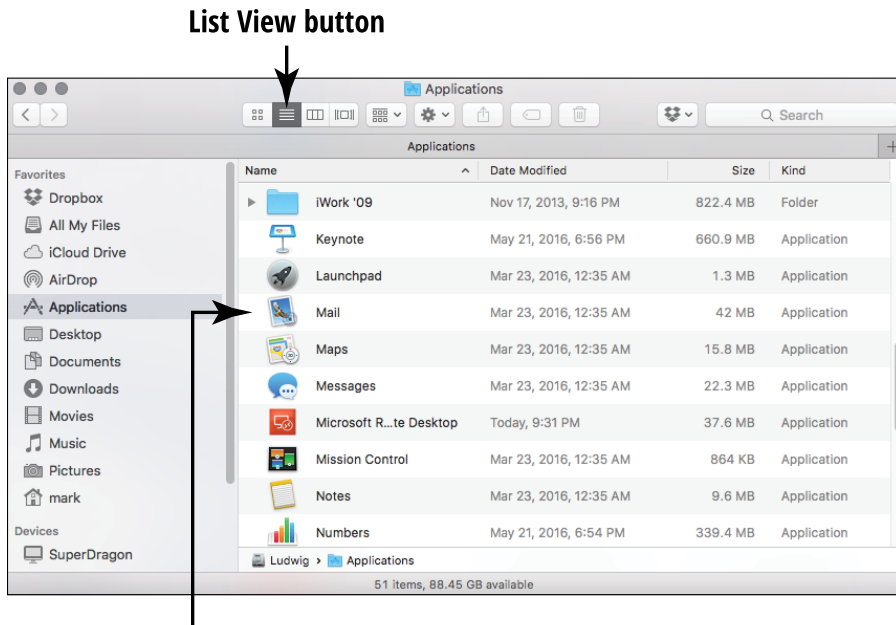 List View button
Applications
Search
Applications
Favorites
Dropbox
All My Files
iCloud Drive
AirDrop
Applications
Desktop
Documents
Downloads
Movies
Music
Pictures
mark
Devices
SuperDragon
Name Date Modified Size Kind
iWork '09 Nov 17, 2013, 9:16 PM 822.4 MB Folder
Keynote May 21, 2016, 6:56 PM 660.9 MB Application
Launchpad Mar 23, 2016, 12:35 AM 1.3 MB Application
Mail Mar 23, 2016, 12:35 AM 42 MB Application
Maps Mar 23, 2016, 12:35 AM 15.8 MB Application
Messages Mar 23, 2016, 12:35 AM 22.3 MB Application
Microsoft R...te Desktop Today, 9:31 PM 37.6 MB Application
Mission Control Mar 23, 2016, 12:35 AM 864 KB Application
Notes Mar 23, 2016, 12:35 AM 9.6 MB Application
Numbers May 21, 2016, 6:54 PM 339.4 MB Application
Ludwig › Applications
51 items, 88.45 GB available